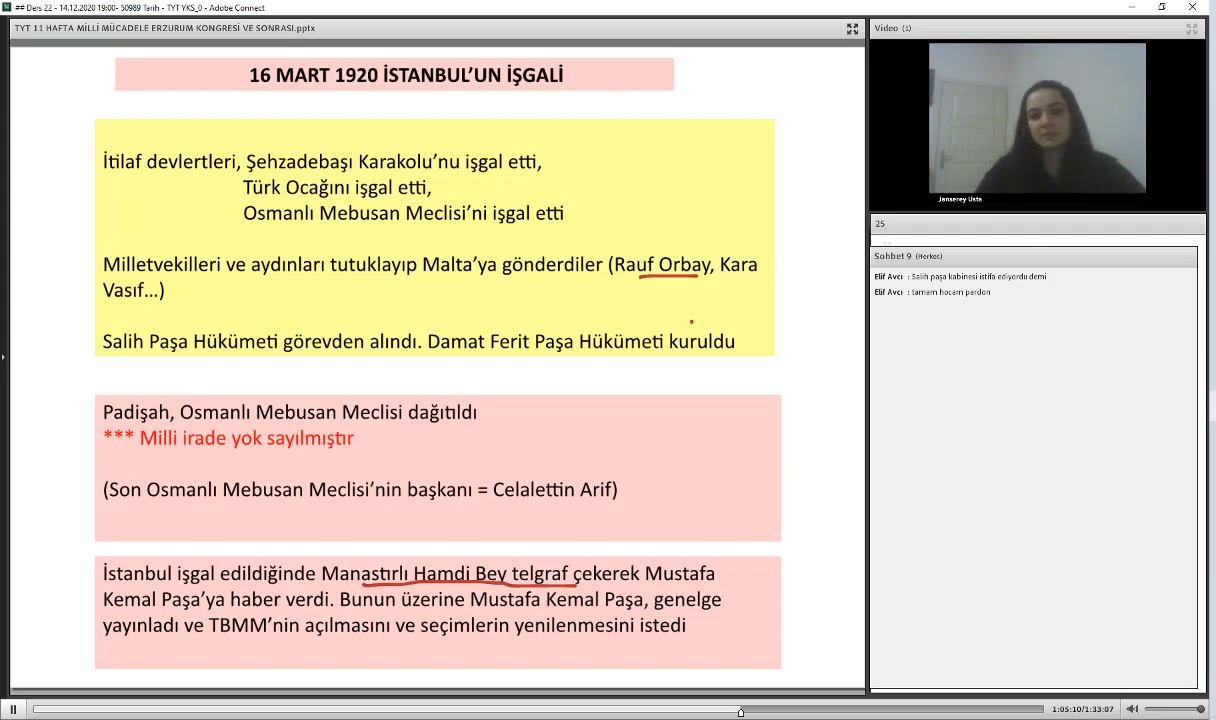 ## Ders 22 - 14.12.2020 19:00- 50989 Tarih - TYT YKS_0 - Adobe Connect
TYT 11 HAFTA MİLLİ MÜCADELE ERZURUM KONGRESİ VE SONRASI.pptx
16 MART 1920 İSTANBUL'UN İŞGALİ
İtilaf devlertleri, Şehzadebaşı Karakolu'nu işgal etti,
Türk Ocağını işgal etti,
Osmanlı Mebusan Meclisi'ni işgal etti
Milletvekilleri ve aydınları tutuklayıp Malta'ya gönderdiler (Rauf Orbay, Kara
Vasıf...)
Salih Paşa Hükümeti görevden alındı. Damat Ferit Paşa Hükümeti kuruldu
Padişah, Osmanlı Mebusan Meclisi dağıtıldı
*** Milli irade yok sayılmıştır
(Son Osmanlı Mebusan Meclisi'nin başkanı = Celalettin Arif)
İstanbul işgal edildiğinde Manastırlı Hamdi Bey telgraf çekerek Mustafa
Kemal Paşa'ya haber verdi. Bunun üzerine Mustafa Kemal Paşa, genelge
yayınladı ve TBMM'nin açılmasını ve seçimlerin yenilenmesini istedi
Video (1)
Janserey Usta
25
Sohbet 9 (Herkes)
Elif Avcı : Salih paşa kabinesi istifa ediyordu demi
Elif Avcı : tamam hocam pardon
1:05:10/1:33:07